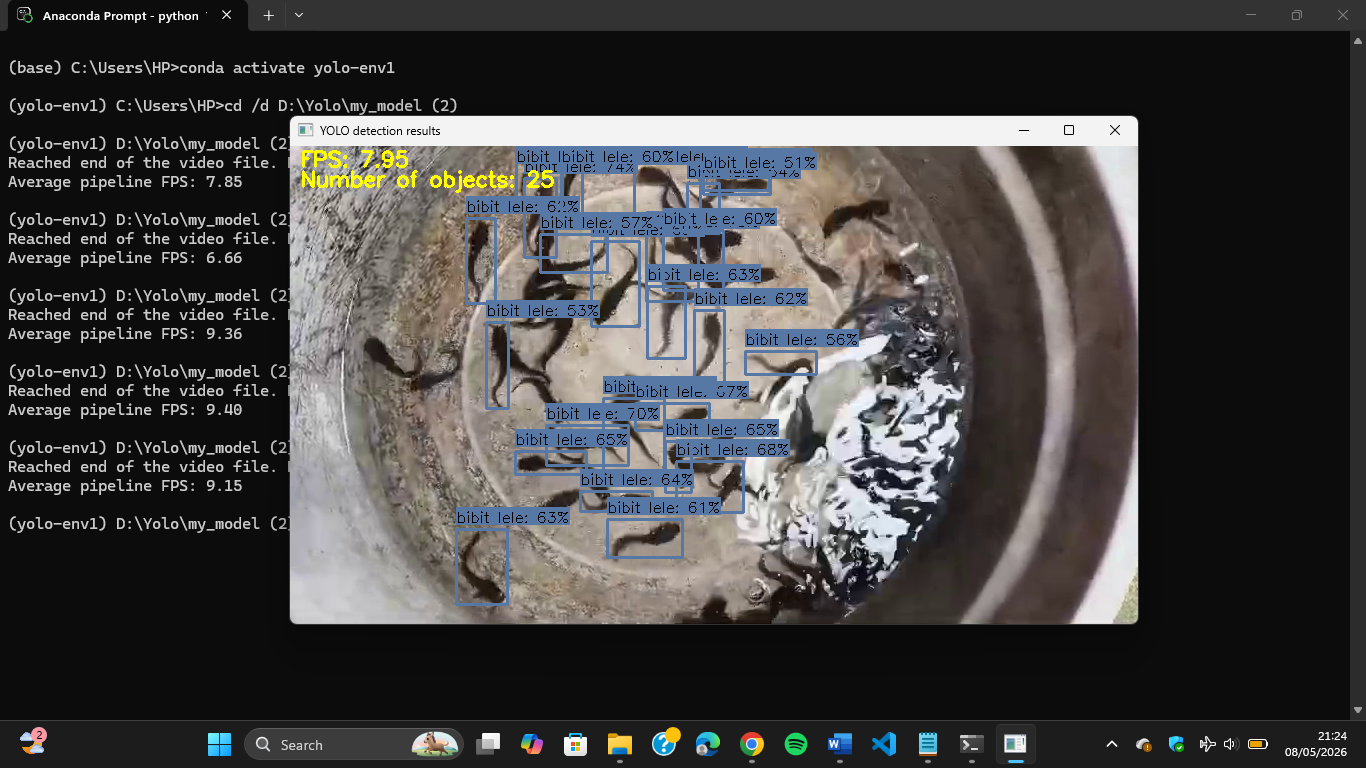 Anaconda Prompt - python
(base) C:\Users\HP>conda activate yolo-env1
(yolo-env1) C:\Users\HP>cd /d D:\Yolo\my_model (2)
(yolo-env1) D:\Yolo\my_model (2
Reached end of the video file.
Average pipeline FPS: 7.85
(yolo-env1) D:\Yolo\my_model (2
Reached end of the video file.
Average pipeline FPS: 6.66
(yolo-env1) D:\Yolo\my_model (2
Reached end of the video file.
Average pipeline FPS: 9.36
(yolo-env1) D:\Yolo\my_model (2
Reached end of the video file.
Average pipeline FPS: 9.40
(yolo-env1) D:\Yolo\my_model (2
Reached end of the video file.
Average pipeline FPS: 9.15
(yolo-env1) D:\Yolo\my_model (2
YOLO detection results
FPS: 7.95
Number of objects: 25
bibit lele: 60%
bibit lele: 51%
74%
64%
bibit lele: 62%
bibit lele: 57%
bibit lele: 60%
bibit lele: 63%
bibit lele: 62%
bibit lele: 53%
bibit lele: 56%
bibit
bibit lele: 67%
bibit lele: 70%
bibit lele: 65%
bibit lele: 65%
bibit lele: 68%
bibit lele: 64%
bibit lele: 61%
bibit lele: 63%
2
Search
21:24
08/05/2026